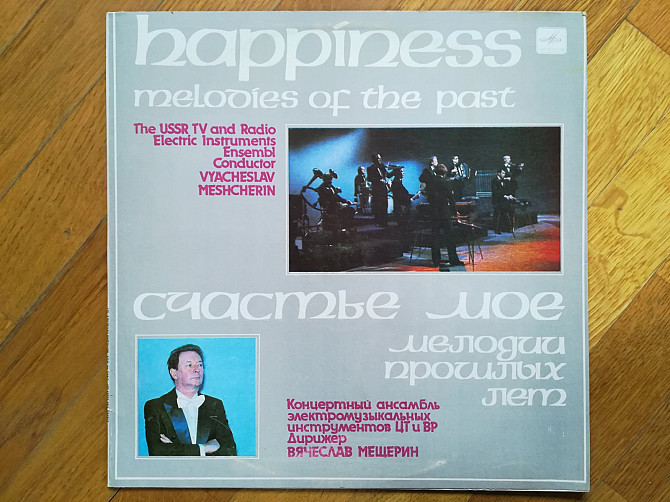 happiness
melodies of the past
The USSR TV and Radio
Electric Instruments
Ensembl
Conductor
VYACHESLAV
MESHCHERIN
счастье мое
мелодии
прошлых
лет
Концертный ансамбль
электромузыкальных
инструментов ЦТ и ВР
Дирижер
ВЯЧЕСЛАВ МЕЩЕРИН